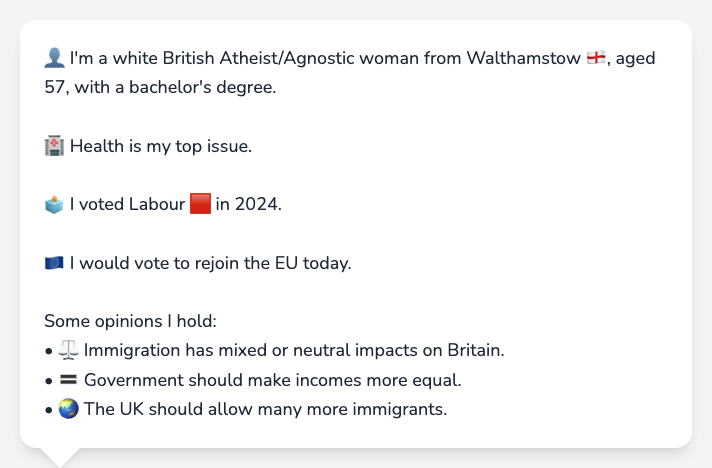 👤 I'm a white British Atheist/Agnostic woman from Walthamstow 🏴󠁧󠁢󠁥󠁮󠁧󠁿, aged
57, with a bachelor's degree.
🏥 Health is my top issue.
🗳️ I voted Labour 🟥 in 2024.
🇪🇺 I would vote to rejoin the EU today.
Some opinions I hold:
• ⚖️ Immigration has mixed or neutral impacts on Britain.
• 🟰 Government should make incomes more equal.
• 🌏 The UK should allow many more immigrants.